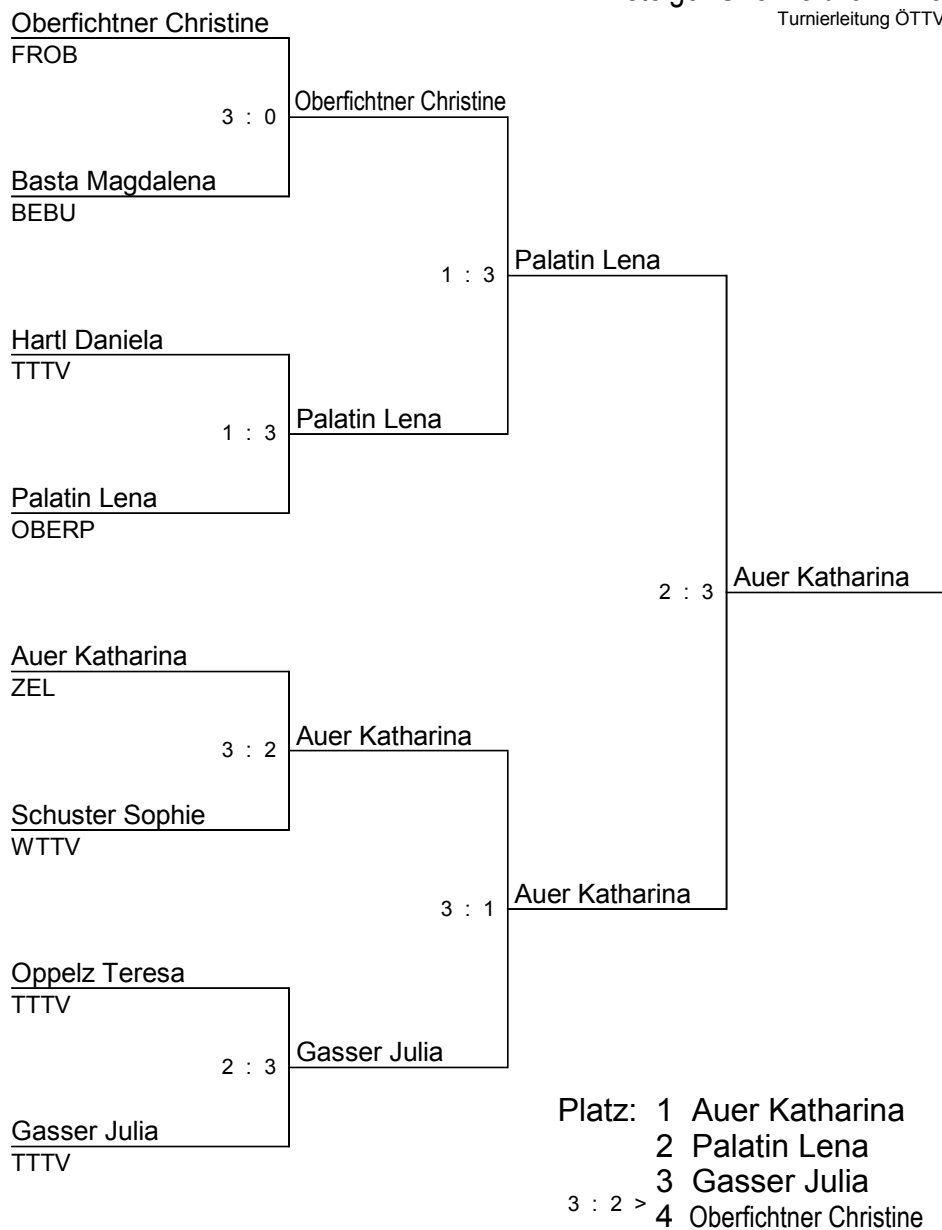 Turnierleitung ÖTTV
Oberfichtner Christine
FROB
3 : 0
Oberfichtner Christine
Basta Magdalena
BEBU
1 : 3
Palatin Lena
Hartl Daniela
TTTV
1 : 3
Palatin Lena
Palatin Lena
OBERP
2 : 3
Auer Katharina
Auer Katharina
ZEL
3 : 2
Auer Katharina
Schuster Sophie
WTTV
3 : 1
Auer Katharina
Oppelz Teresa
TTTV
2 : 3
Gasser Julia
Gasser Julia
TTTV
Platz: 1 Auer Katharina
2 Palatin Lena
3 Gasser Julia
3 : 2 >
4 Oberfichtner Christine